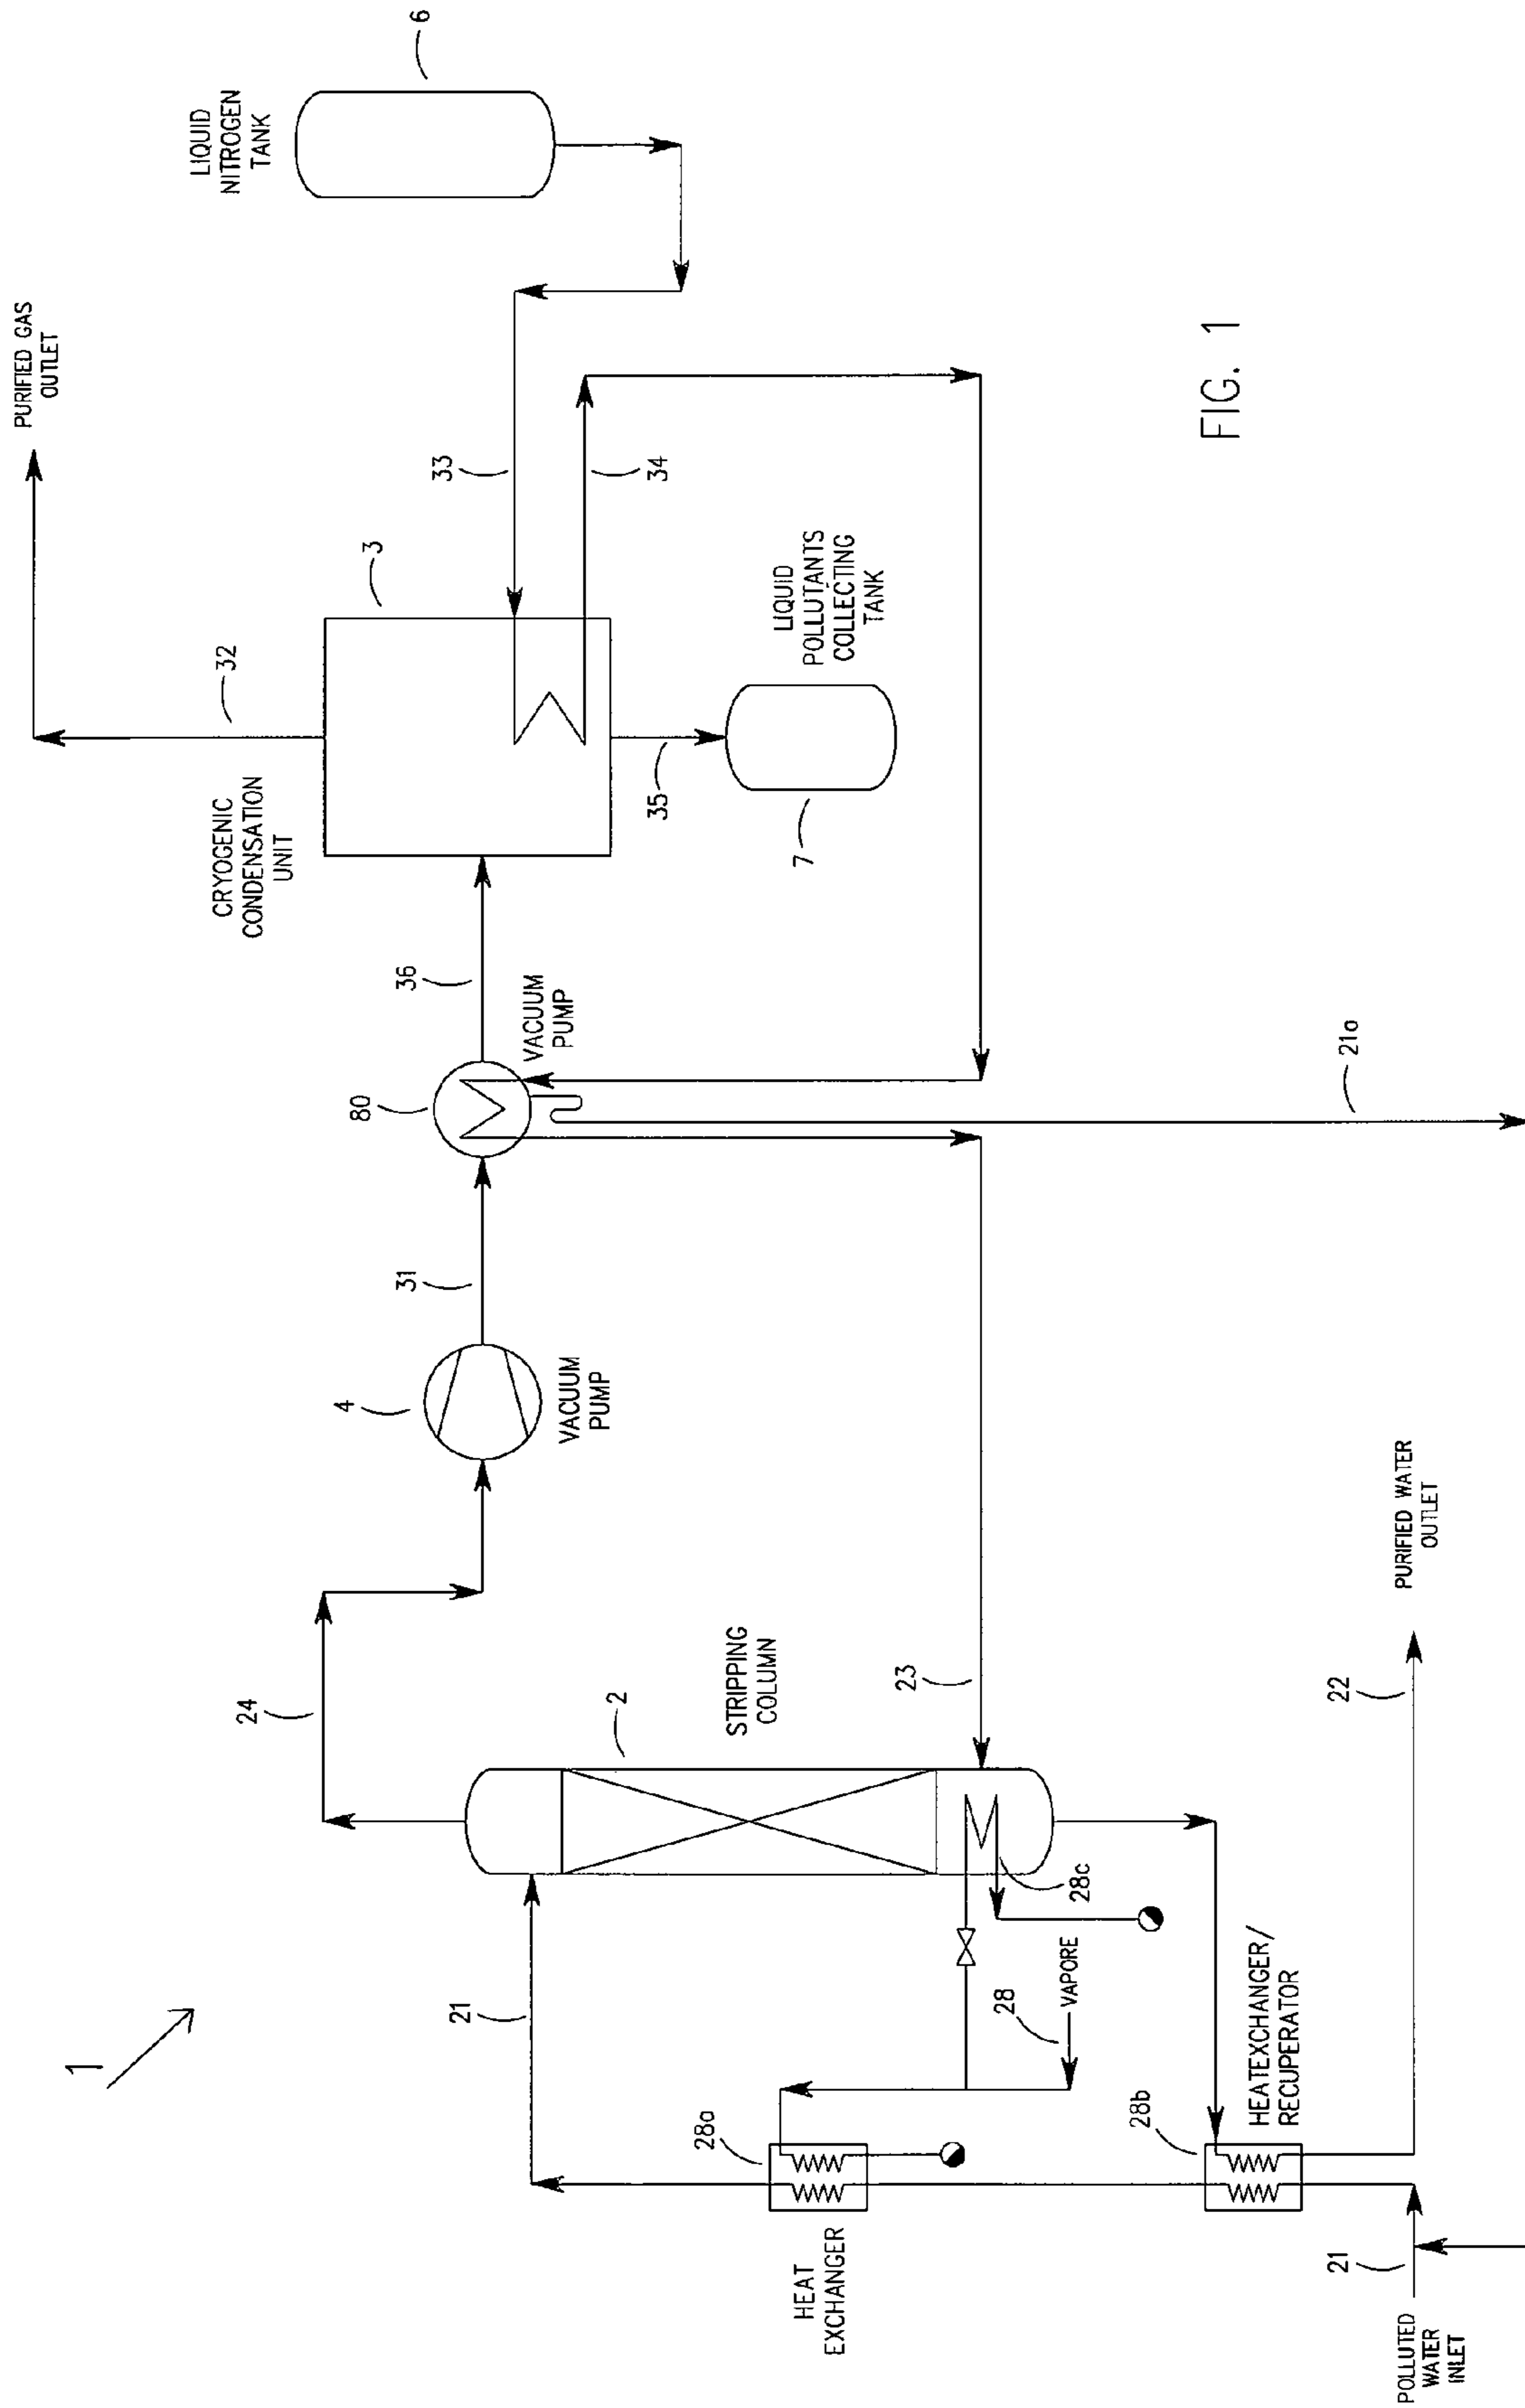 1
PURIFIED GAS
OUTLET
LIQUID
NITROGEN
TANK
6
32
3
CRYOGENIC
CONDENSATION
UNIT
33
34
35
7
LIQUID
POLLUTANTS
COLLECTING
TANK
36
80
VACUUM
PUMP
31
4
VACUUM
PUMP
24
2
STRIPPING
COLUMN
23
21
28a
HEAT
EXCHANGER
28
VAPORE
28c
28b
HEATEXCHANGER/
RECUPERATOR
21
POLLUTED
WATER
INLET
22
PURIFIED WATER
OUTLET
21a
FIG. 1